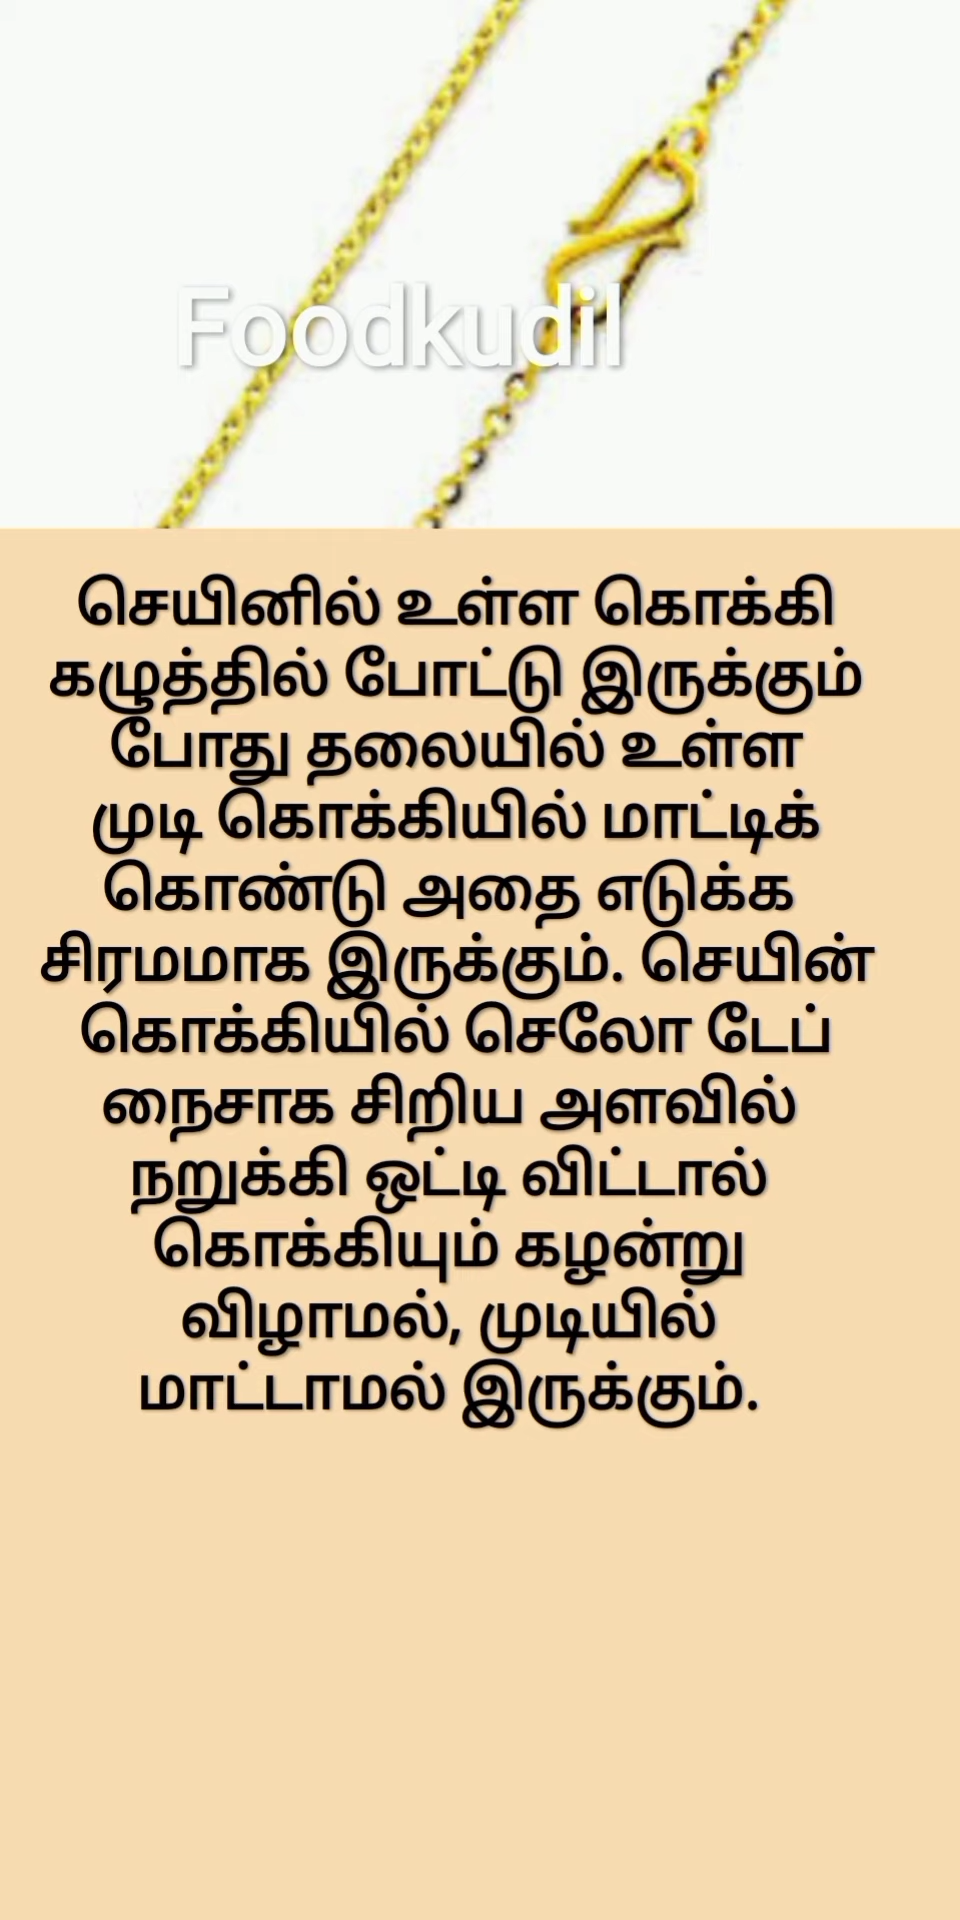 Foodkudil
செயினில் உள்ள கொக்கி
கழுத்தில் போட்டு இருக்கும்
போது தலையில் உள்ள
முடி கொக்கியில் மாட்டிக்
கொண்டு அதை எடுக்க
சிரமமாக இருக்கும். செயின்
கொக்கியில் செலோ டேப்
நைசாக சிறிய அளவில்
நறுக்கி ஒட்டி விட்டால்
கொக்கியும் கழன்று
விழாமல், முடியில்
மாட்டாமல் இருக்கும்.